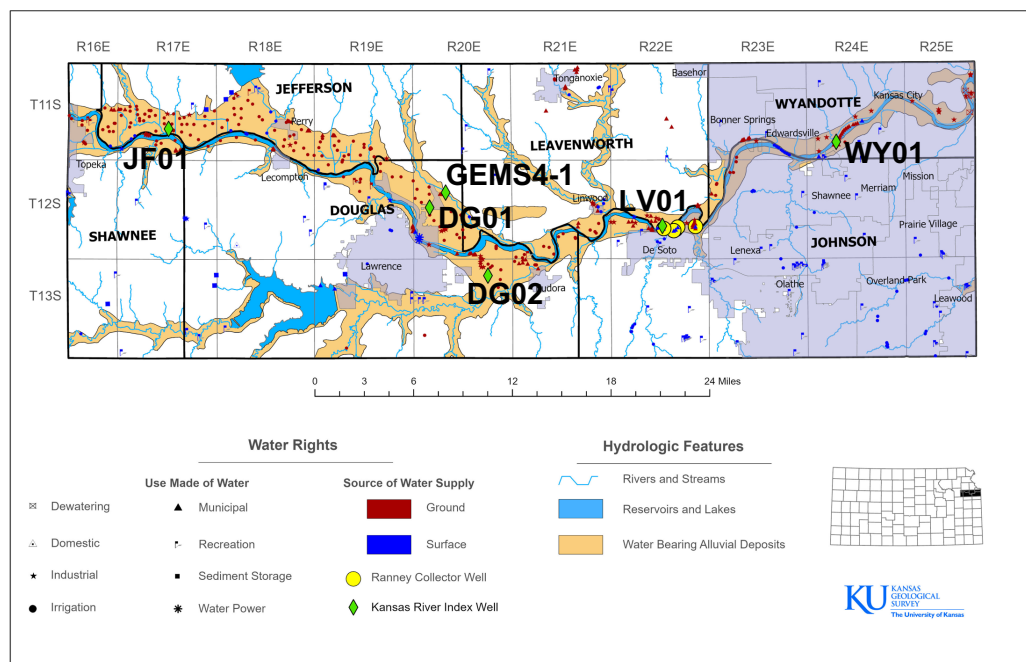 R16E R17E R18E R19E R20E R21E R22E R23E R24E R25E
T11S
T12S
T13S
JEFFERSON
Tonganoxie
Basehor
WYANDOTTE
Kansas City
Perry
Bonner Springs
Edwardsville
LEAVENWORTH
Topeka
JF01
WY01
Lecompton
GEMS4-1
Mission
Merriam
Shawnee
LV01
Linwood
DOUGLAS
DG01
Prairie Village
SHAWNEE
De Soto
Lenexa
JOHNSON
Lawrence
Olathe
Overland Park
DG02
Leawood
0 3 6 12 18 24 Miles
Water Rights
Hydrologic Features
Use Made of Water
Source of Water Supply
Rivers and Streams
Dewatering
Municipal
Ground
Reservoirs and Lakes
Domestic
Recreation
Surface
Water Bearing Alluvial Deposits
Industrial
Sediment Storage
Ranney Collector Well
Irrigation
Water Power
Kansas River Index Well
KU
KANSAS
GEOLOGICAL
SURVEY
The University of Kansas